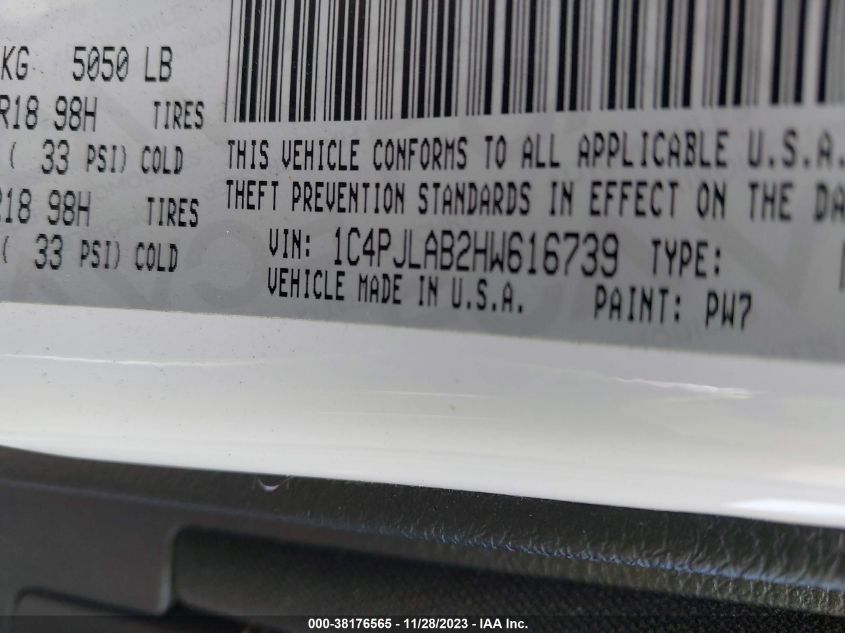 KG 5050 LB
R18 98H TIRES
( 33 PSI) COLD
R18 98H TIRES
( 33 PSI) COLD
THIS VEHICLE CONFORMS TO ALL APPLICABLE U.S.A.
THEFT PREVENTION STANDARDS IN EFFECT ON THE DA
VIN: 1C4PJLAB2HW616739 TYPE:
VEHICLE MADE IN U.S.A. PAINT: PW7
000-38176565 - 11/28/2023 - IAA Inc.